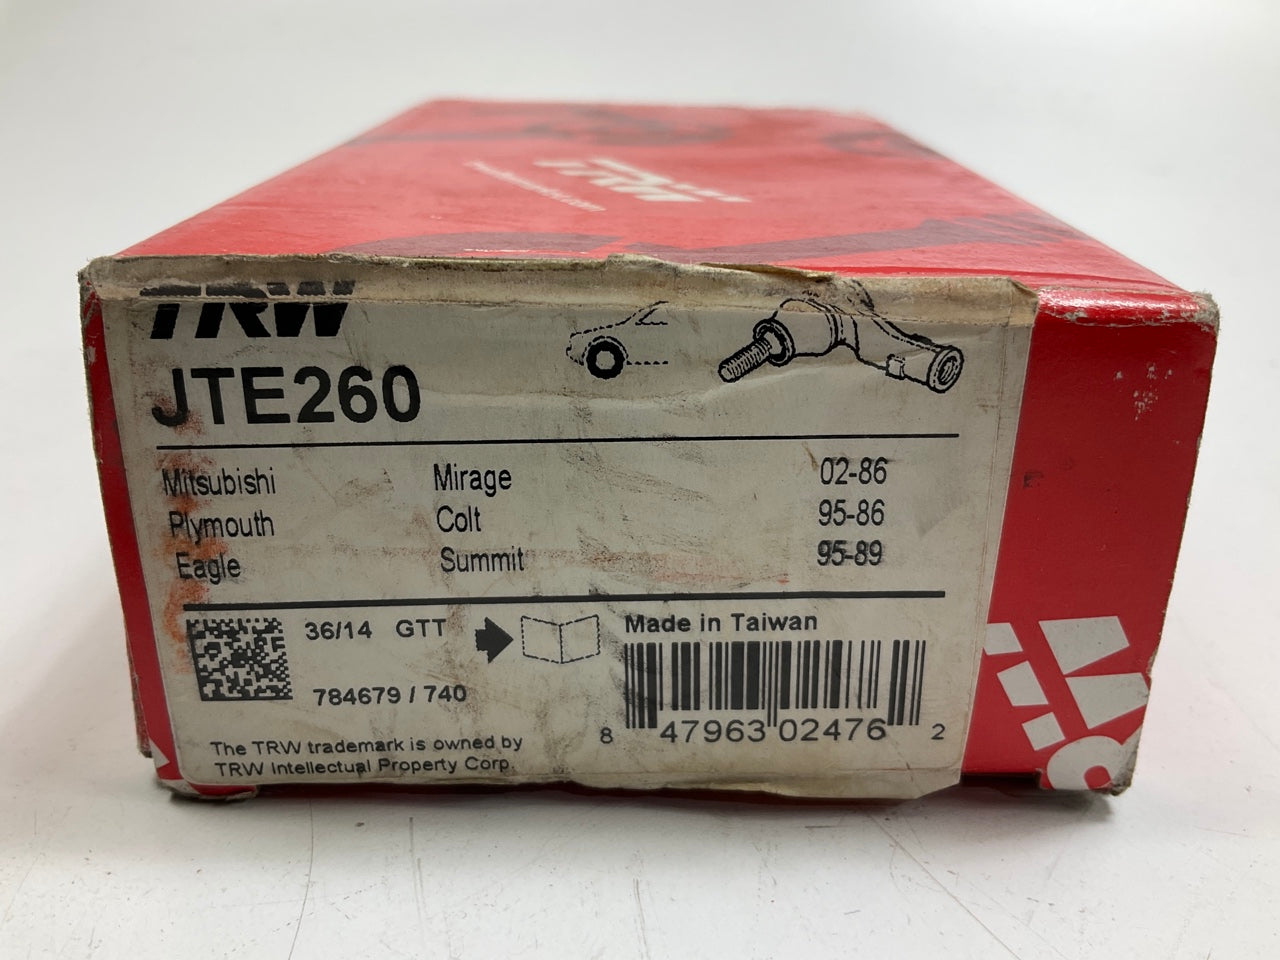 TRW
TRW
JTE260
Mitsubishi Mirage 02-86
Plymouth Colt 95-86
Eagle Summit 95-89
36/14 GTT
784679 / 740
Made in Taiwan
8 47963 02476 2
The TRW trademark is owned by
TRW Intellectual Property Corp.